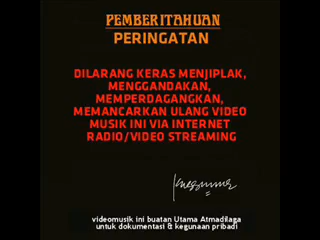 PEMBERITAHUAN
PERINGATAN
DILARANG KERAS MENJIPLAK,
MENGGANDAKAN,
MEMPERDAGANGKAN,
MEMANCARKAN ULANG VIDEO
MUSIK INI VIA INTERNET
RADIO/VIDEO STREAMING
videomusik ini buatan Utama Atmadilaga
untuk dokumentasi & kegunaan pribadi